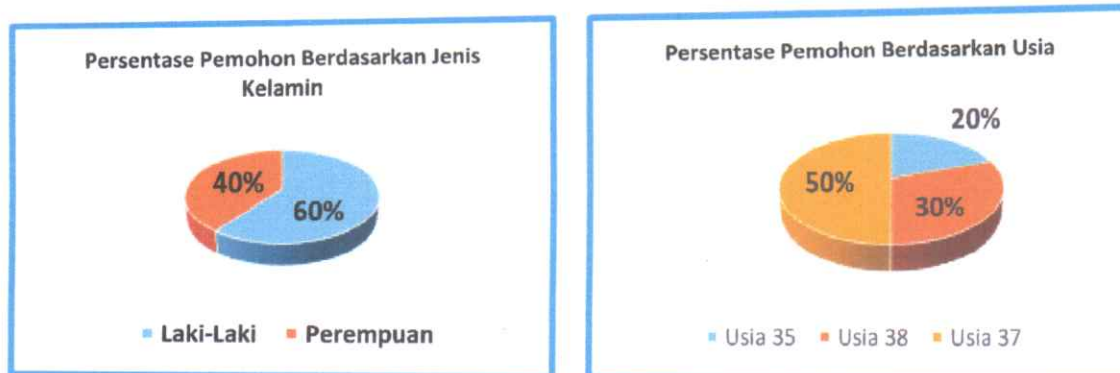 Persentase Pemohon Berdasarkan Jenis
Kelamin
40%
60%
Laki-Laki Perempuan
Persentase Pemohon Berdasarkan Usia
20%
50%
30%
Usia 35 Usia 38 Usia 37